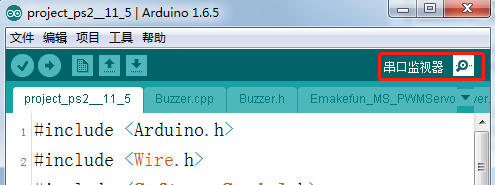 project_ps2__11_5 | Arduino 1.6.5
文件 编辑 项目 工具 帮助
串口监视器
project_ps2__11_5 Buzzer.cpp Buzzer.h Emakefun_MS_PWMServo ver.
1 #include <Arduino.h>
2 #include <Wire.h>